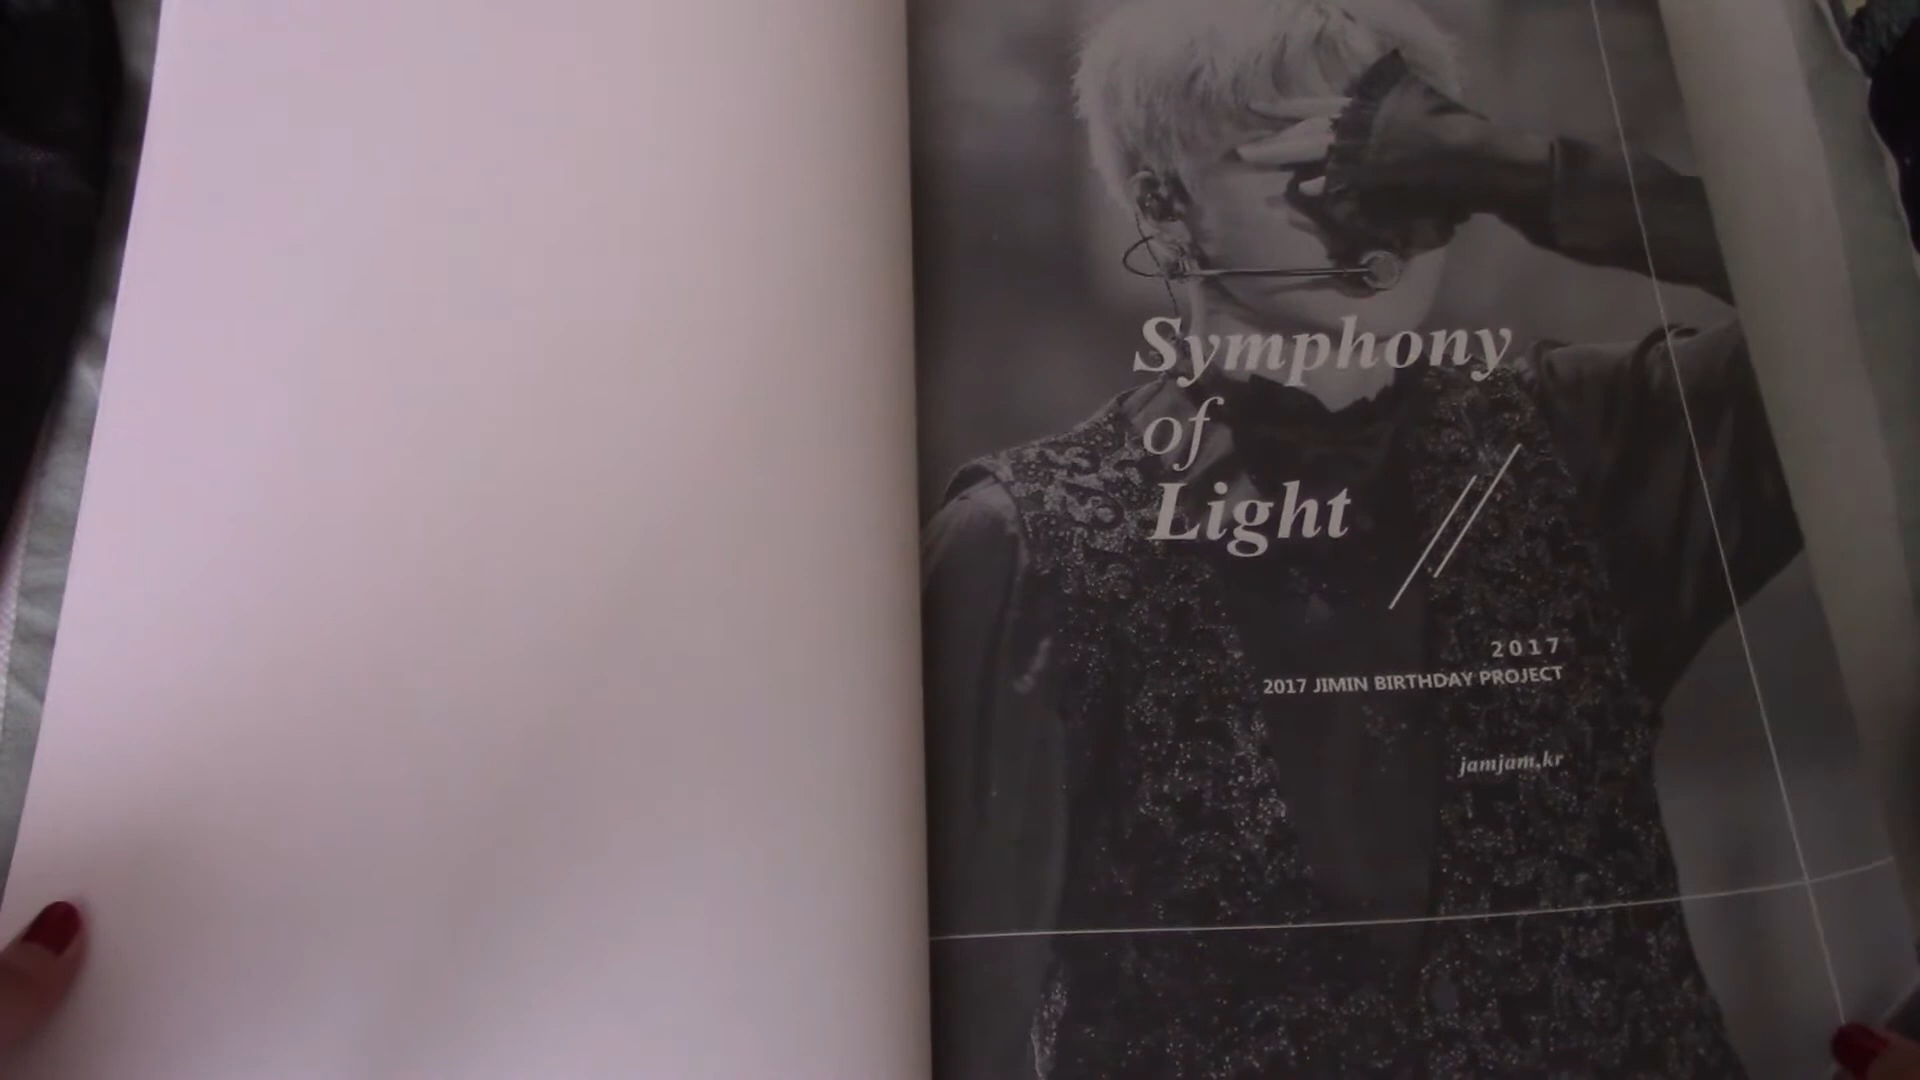 Symphony
of
Light
2017
2017 JIMIN BIRTHDAY PROJECT
jamjam.kr